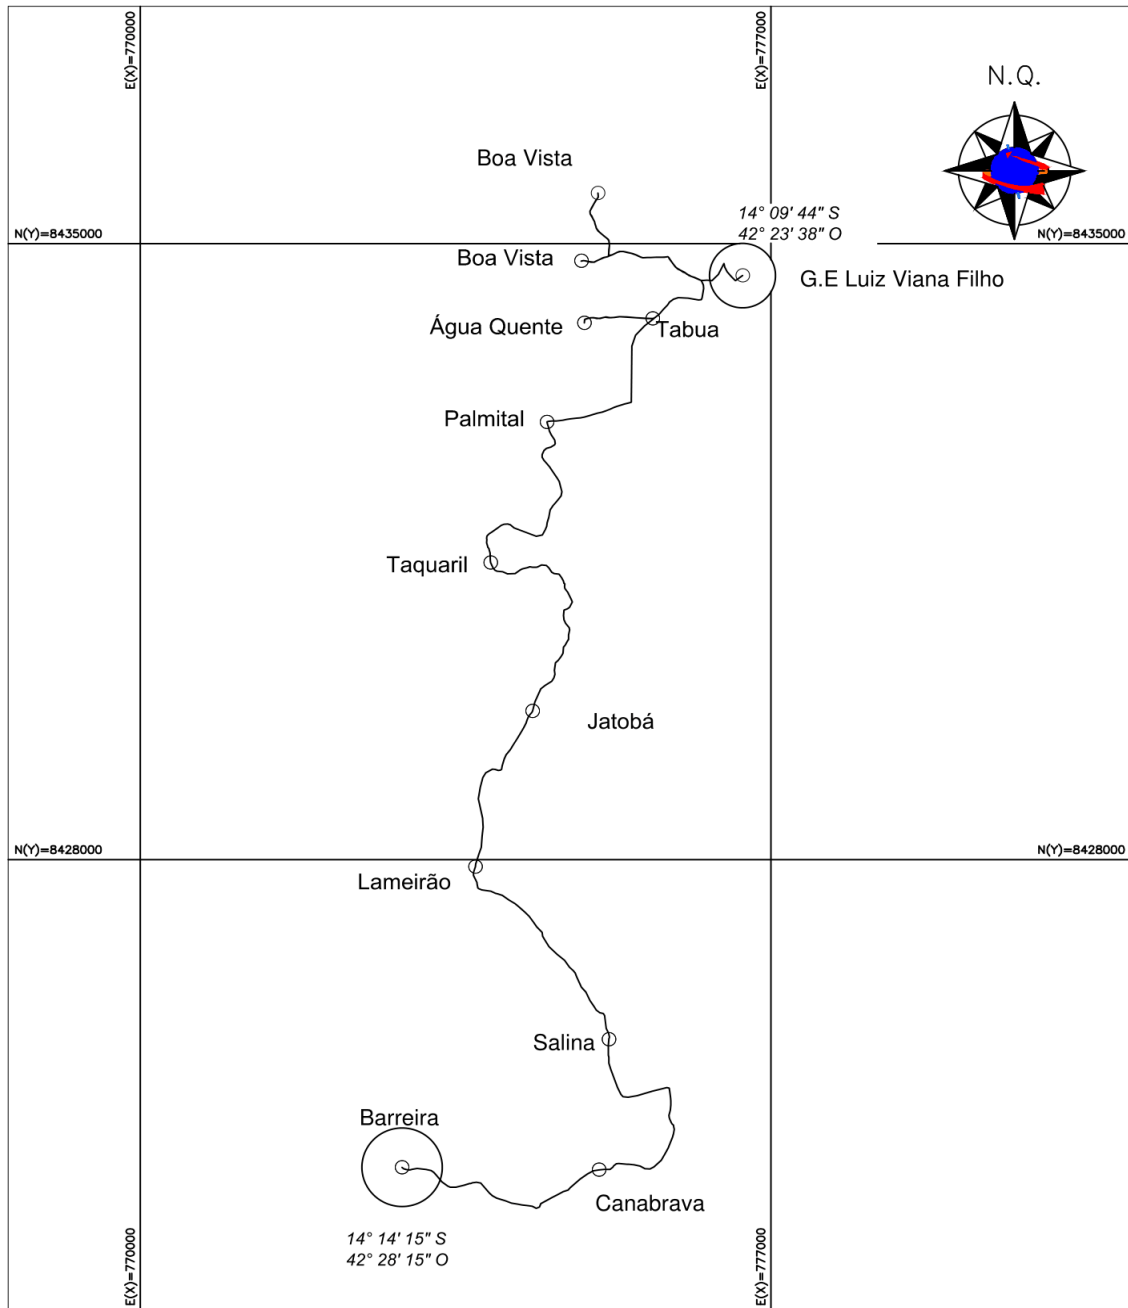 E(X)=770000
E(X)=777000
N.Q.
Boa Vista
14° 09' 44" S
42° 23' 38" O
N(Y)=8435000
N(Y)=8435000
Boa Vista
G.E Luiz Viana Filho
Água Quente
Tabua
Palmital
Taquaril
Jatobá
N(Y)=8428000
N(Y)=8428000
Lameirão
Salina
Barreira
Canabrava
14° 14' 15" S
42° 28' 15" O
E(X)=770000
E(X)=777000